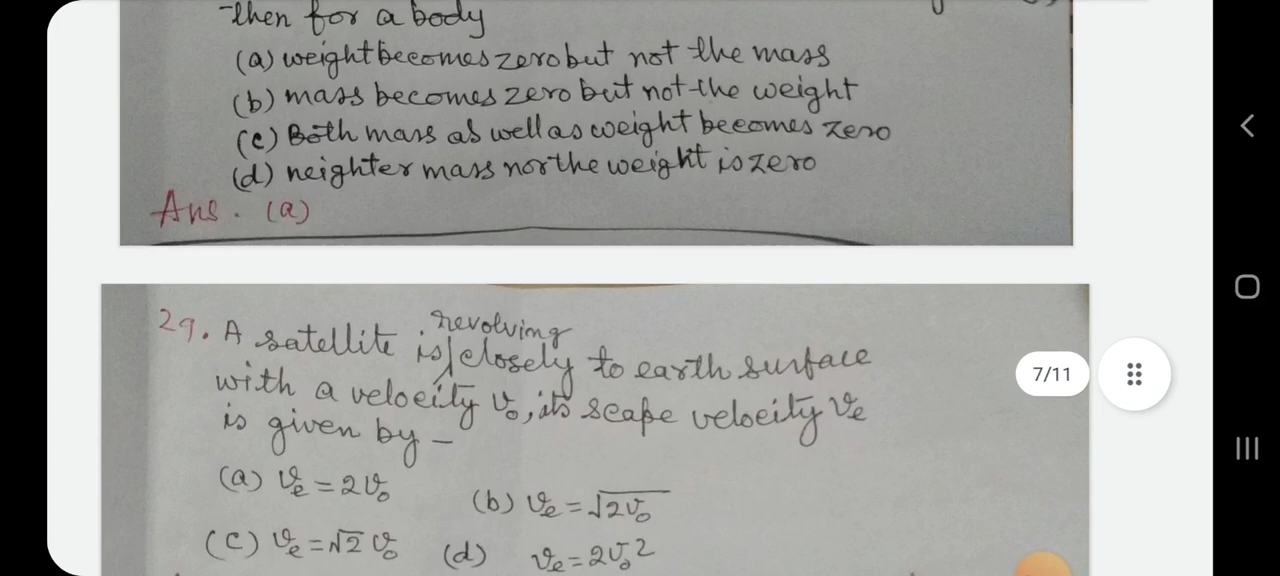 then for a body
(a) weight becomes zero but not the mass
(b) mass becomes zero but not the weight
(c) Both mass as well as weight becomes zero
(d) neighter mass nor the weight is zero
Ans. (a)
29. A satellite is revolving closely to earth surface
with a velocity v₀, its scape velocity vₑ
is given by –
(a) vₑ = 2v₀
(b) vₑ = √2v₀
(c) vₑ = √2 v₀
(d) vₑ = 2v₀²
7/11